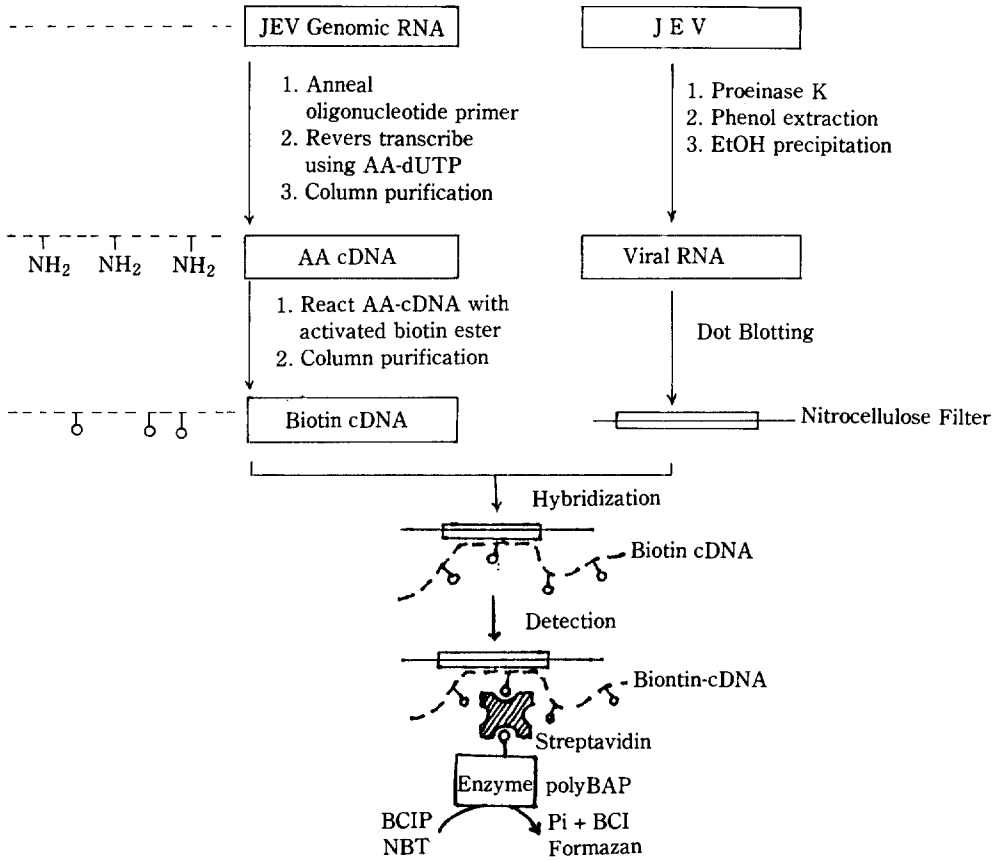 JEV Genomic RNA
J E V
1. Anneal
oligonucleotide primer
2. Revers transcribe
using AA-dUTP
3. Column purification
1. Proeinase K
2. Phenol extraction
3. EtOH precipitation
NH2 NH2 NH2
AA cDNA
Viral RNA
1. React AA-cDNA with
activated biotin ester
2. Column purification
Dot Blotting
Biotin cDNA
Nitrocellulose Filter
Hybridization
Biotin cDNA
Detection
Biontin-cDNA
Streptavidin
Enzyme polyBAP
BCIP
NBT
Pi + BCI
Formazan